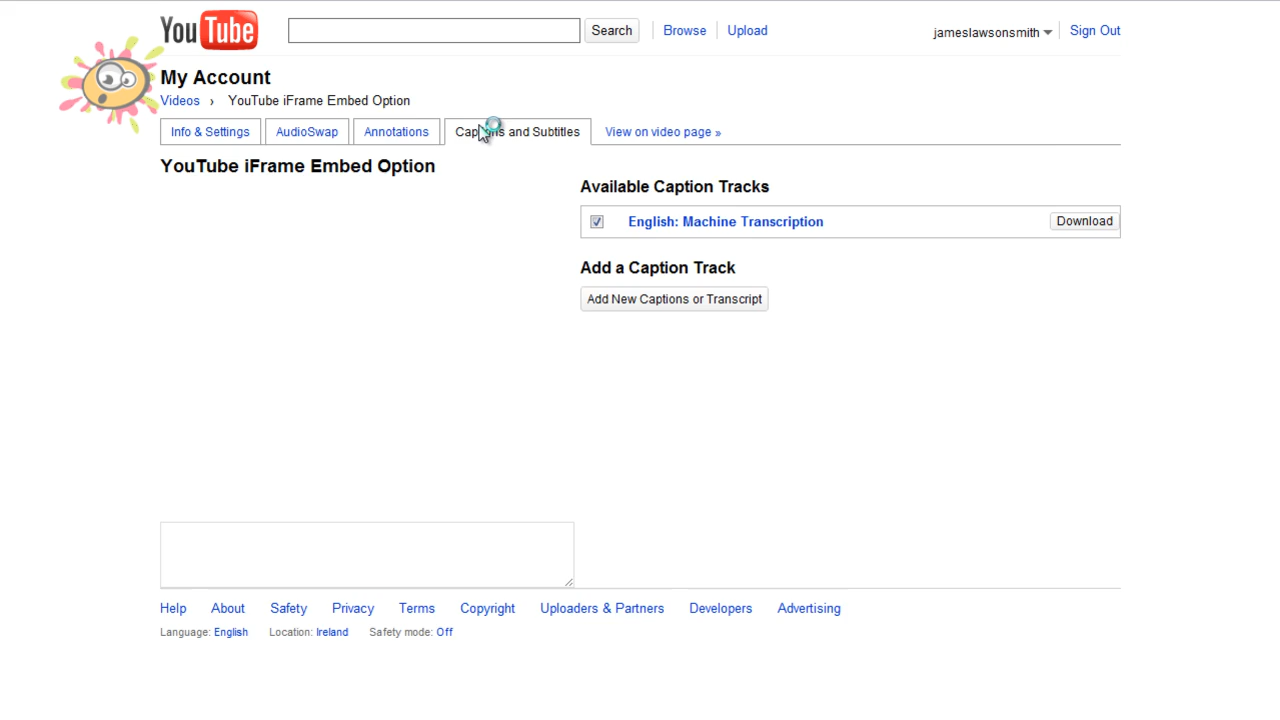 YouTube
Search
Browse
Upload
jameslawsonsmith
Sign Out
My Account
Videos › YouTube iFrame Embed Option
Info & Settings
AudioSwap
Annotations
Captions and Subtitles
View on video page »
YouTube iFrame Embed Option
Available Caption Tracks
English: Machine Transcription
Download
Add a Caption Track
Add New Captions or Transcript
Help About Safety Privacy Terms Copyright Uploaders & Partners Developers Advertising
Language: English Location: Ireland Safety mode: Off